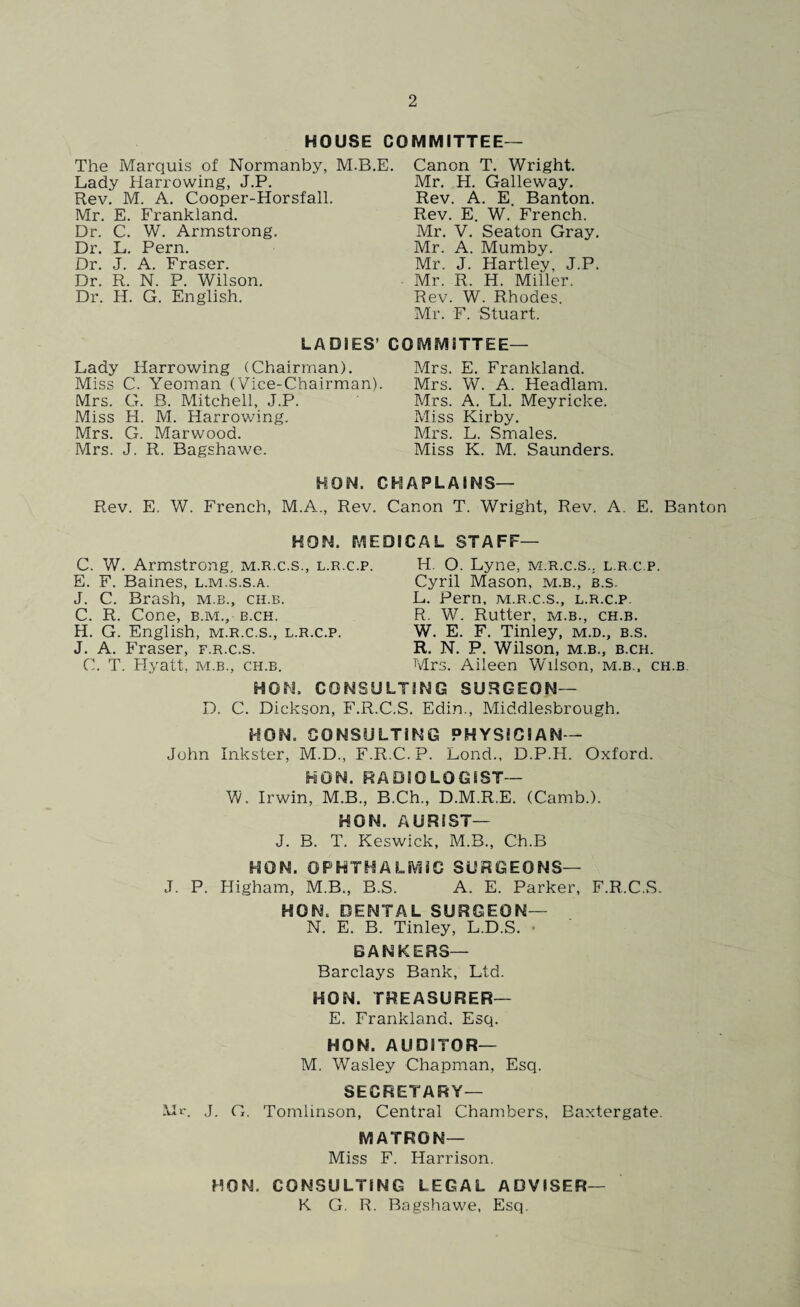 2
HOUSE COMMITTEE—
The Marquis of Normanby, M.B.E.
Lady Harrowing, J.P.
Rev. M. A. Cooper-Horsfall.
Mr. E. Frankland.
Dr. C. W. Armstrong.
Dr. L. Pern.
Dr. J. A. Fraser.
Dr. R. N. P. Wilson.
Dr. H. G. English.
Canon T. Wright.
Mr. H. Galleway.
Rev. A. E. Banton.
Rev. E. W. French.
Mr. V. Seaton Gray.
Mr. A. Mumby.
Mr. J. Hartley, J.P.
Mr. R. H. Miller.
Rev. W. Rhodes.
Mr. F. Stuart.
LADIES' COMMITTEE—
Lady Harrowing (Chairman).
Miss C. Yeoman (Vice-Chairman).
Mrs. G. B. Mitchell, J.P.
Miss H. M. Harrowing.
Mrs. G. Marwood.
Mrs. J. R. Bagshawe.
Mrs. E. Frankland.
Mrs. W. A. Headlam.
Mrs. A. Ll. Meyricke.
Miss Kirby.
Mrs. L. Smales.
Miss K. M. Saunders.
HON. CHAPLAINS—
Rev. E. W. French, M.A., Rev. Canon T. Wright, Rev. A. E. Banton
HON. MEDICAL STAFF—
C. W. Armstrong, M.R.C.S., L.R.C.P.
E. F. Baines, L.M.S.S.A.
J. C. Brash, M.B., CH.B.
C. R. Cone, B.M., B.CH.
H. G. English, M.R.C.S., L.R.C.P.
J. A. Fraser, F.R.C.S.
C. T. Hyatt, M.B., CH.B.
H. O. Lyne, M.R.C.S., L.R.C.P.
Cyril Mason, M.B., B.S.
L. Pern, M.R.C.S., L.R.C.P.
R. W. Rutter, M.B., CH.B.
W. E. F. Tinley, M.D., B.S.
R. N. P. Wilson, M.B., B.CH.
Mrs. Aileen Wilson, M.B., CH.B
HON. CONSULTING SURGEON—
D. C. Dickson, F.R.C.S. Edin., Middlesbrough.
HON. CONSULTING PHYSICIAN—
John Inkster, M.D., F.R.C.P. Lond., D.P.H. Oxford.
HON. RADIOLOGIST—
W. Irwin, M.B., B.Ch., D.M.R.E. (Camb.).
HON. AURIST—
J. B. T. Keswick, M.B., Ch.B
HON. OPHTHALMIC SURGEONS—
J. P. Higham, M.B., B.S. A. E. Parker, F.R.C.S.
HON. DENTAL SURGEON—
N. E. B. Tinley, L.D.S.
BANKERS—
Barclays Bank, Ltd.
HON. TREASURER—
E. Frankland. Esq.
HON. AUDITOR—
M. Wasley Chapman, Esq.
SECRETARY—
Mr. J. G. Tomlinson, Central Chambers, Baxtergate.
MATRON—
Miss F. Harrison.
HON. CONSULTING LEGAL ADVISER—
K G. R. Bagshawe, Esq.